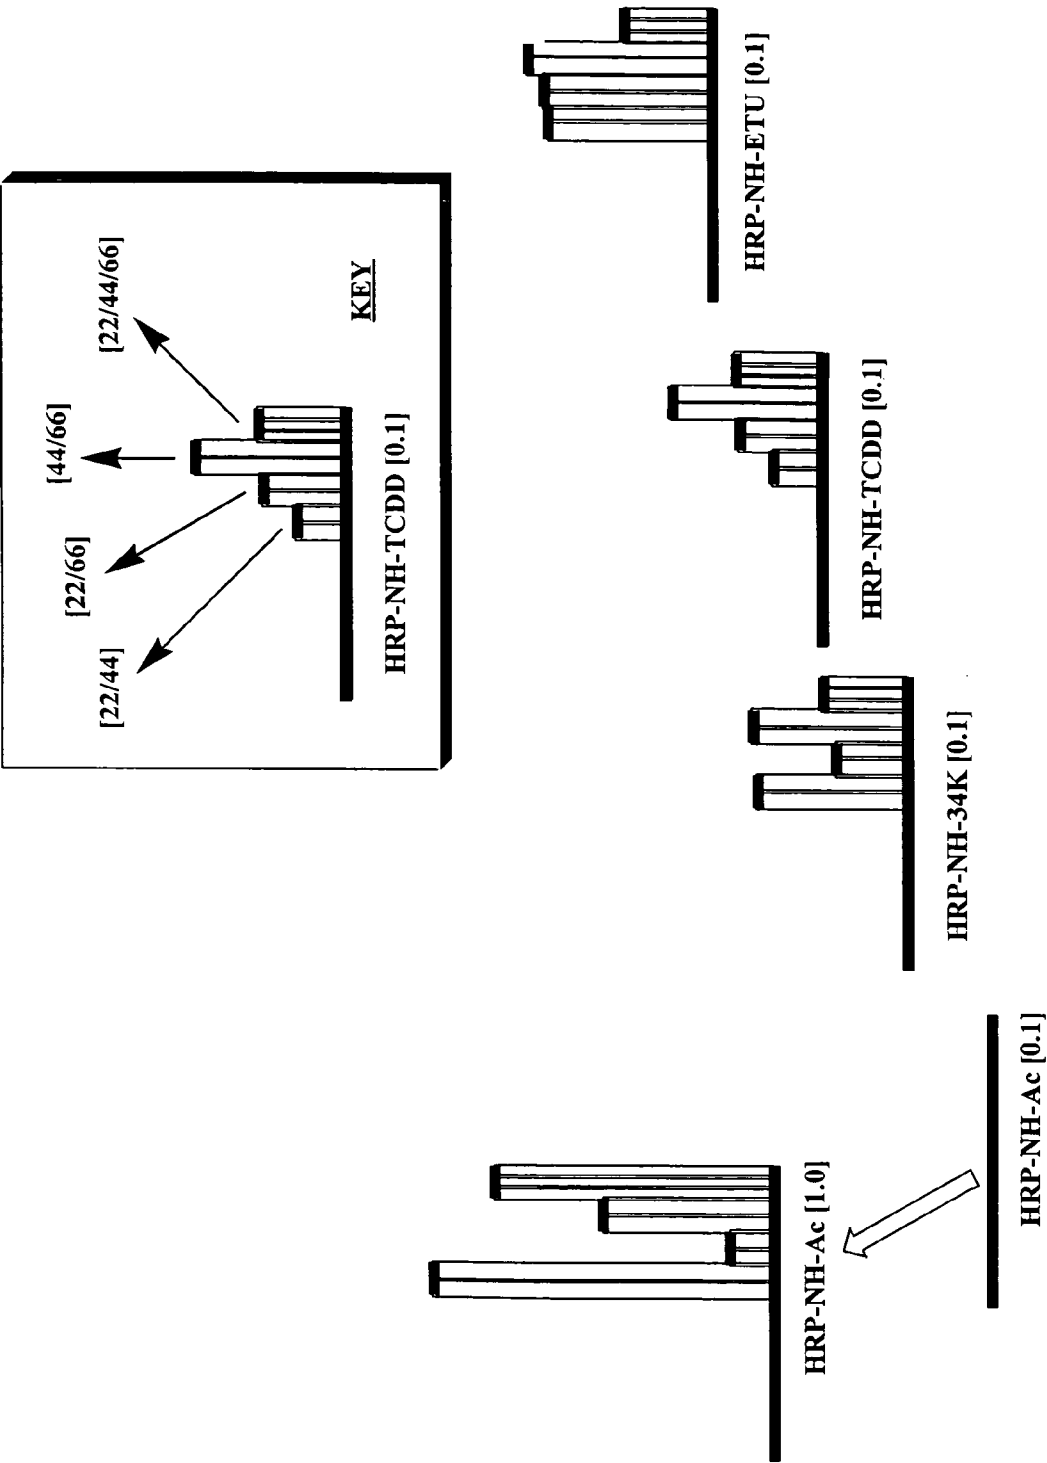 [22/44]
[22/66]
[44/66]
[22/44/66]
KEY
HRP-NH-TCDD [0.1]
HRP-NH-Ac [1.0]
HRP-NH-Ac [0.1]
HRP-NH-34K [0.1]
HRP-NH-TCDD [0.1]
HRP-NH-ETU [0.1]